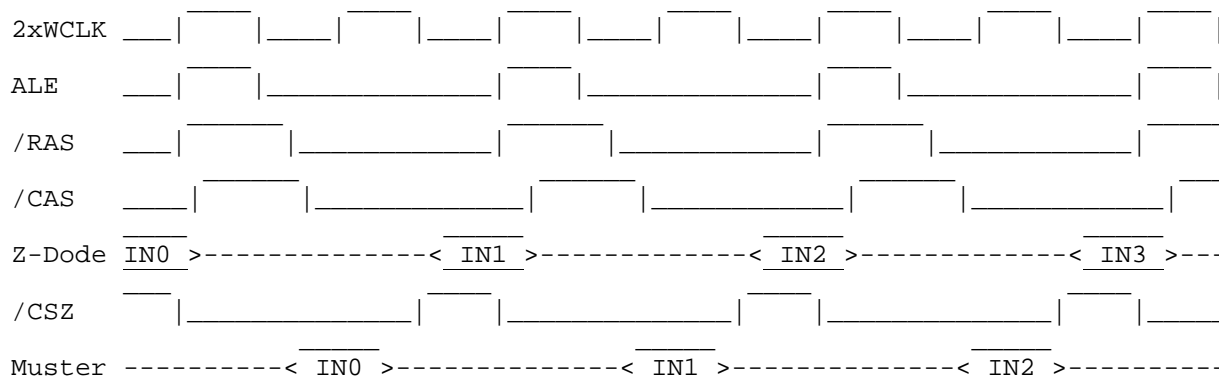 2xWCLK
ALE
/RAS
/CAS
Z-Dode IN0 IN1 IN2 IN3
/CSZ
Muster IN0 IN1 IN2